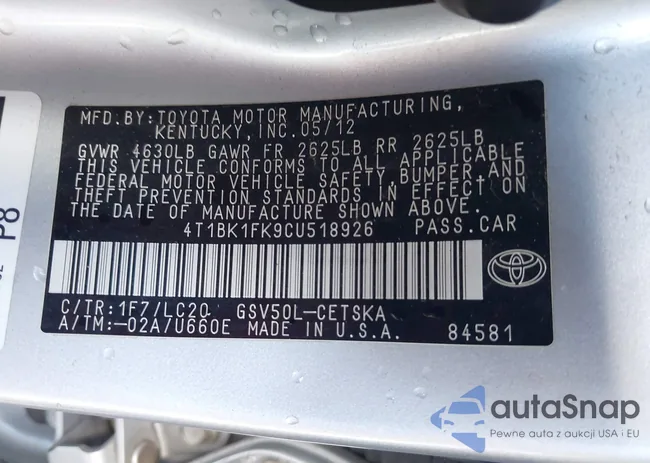 MFD.BY:TOYOTA MOTOR MANUFACTURING,
KENTUCKY, INC.05/12
GVWR 4630LB GAWR FR 2625LB RR 2625LB
THIS VEHICLE CONFORMS TO ALL APPLICABLE
FEDERAL MOTOR VEHICLE SAFETY, BUMPER, AND
THEFT PREVENTION STANDARDS IN EFFECT ON
THE DATE OF MANUFACTURE SHOWN ABOVE.
4T1BK1FK9CU518926 PASS.CAR
C/TR:1F7/LC20 GSV50L-CETSKA
A/TM:-02A/U660E MADE IN U.S.A. 84581
P8
autaSnap
Pewne auta z aukcji USA i EU